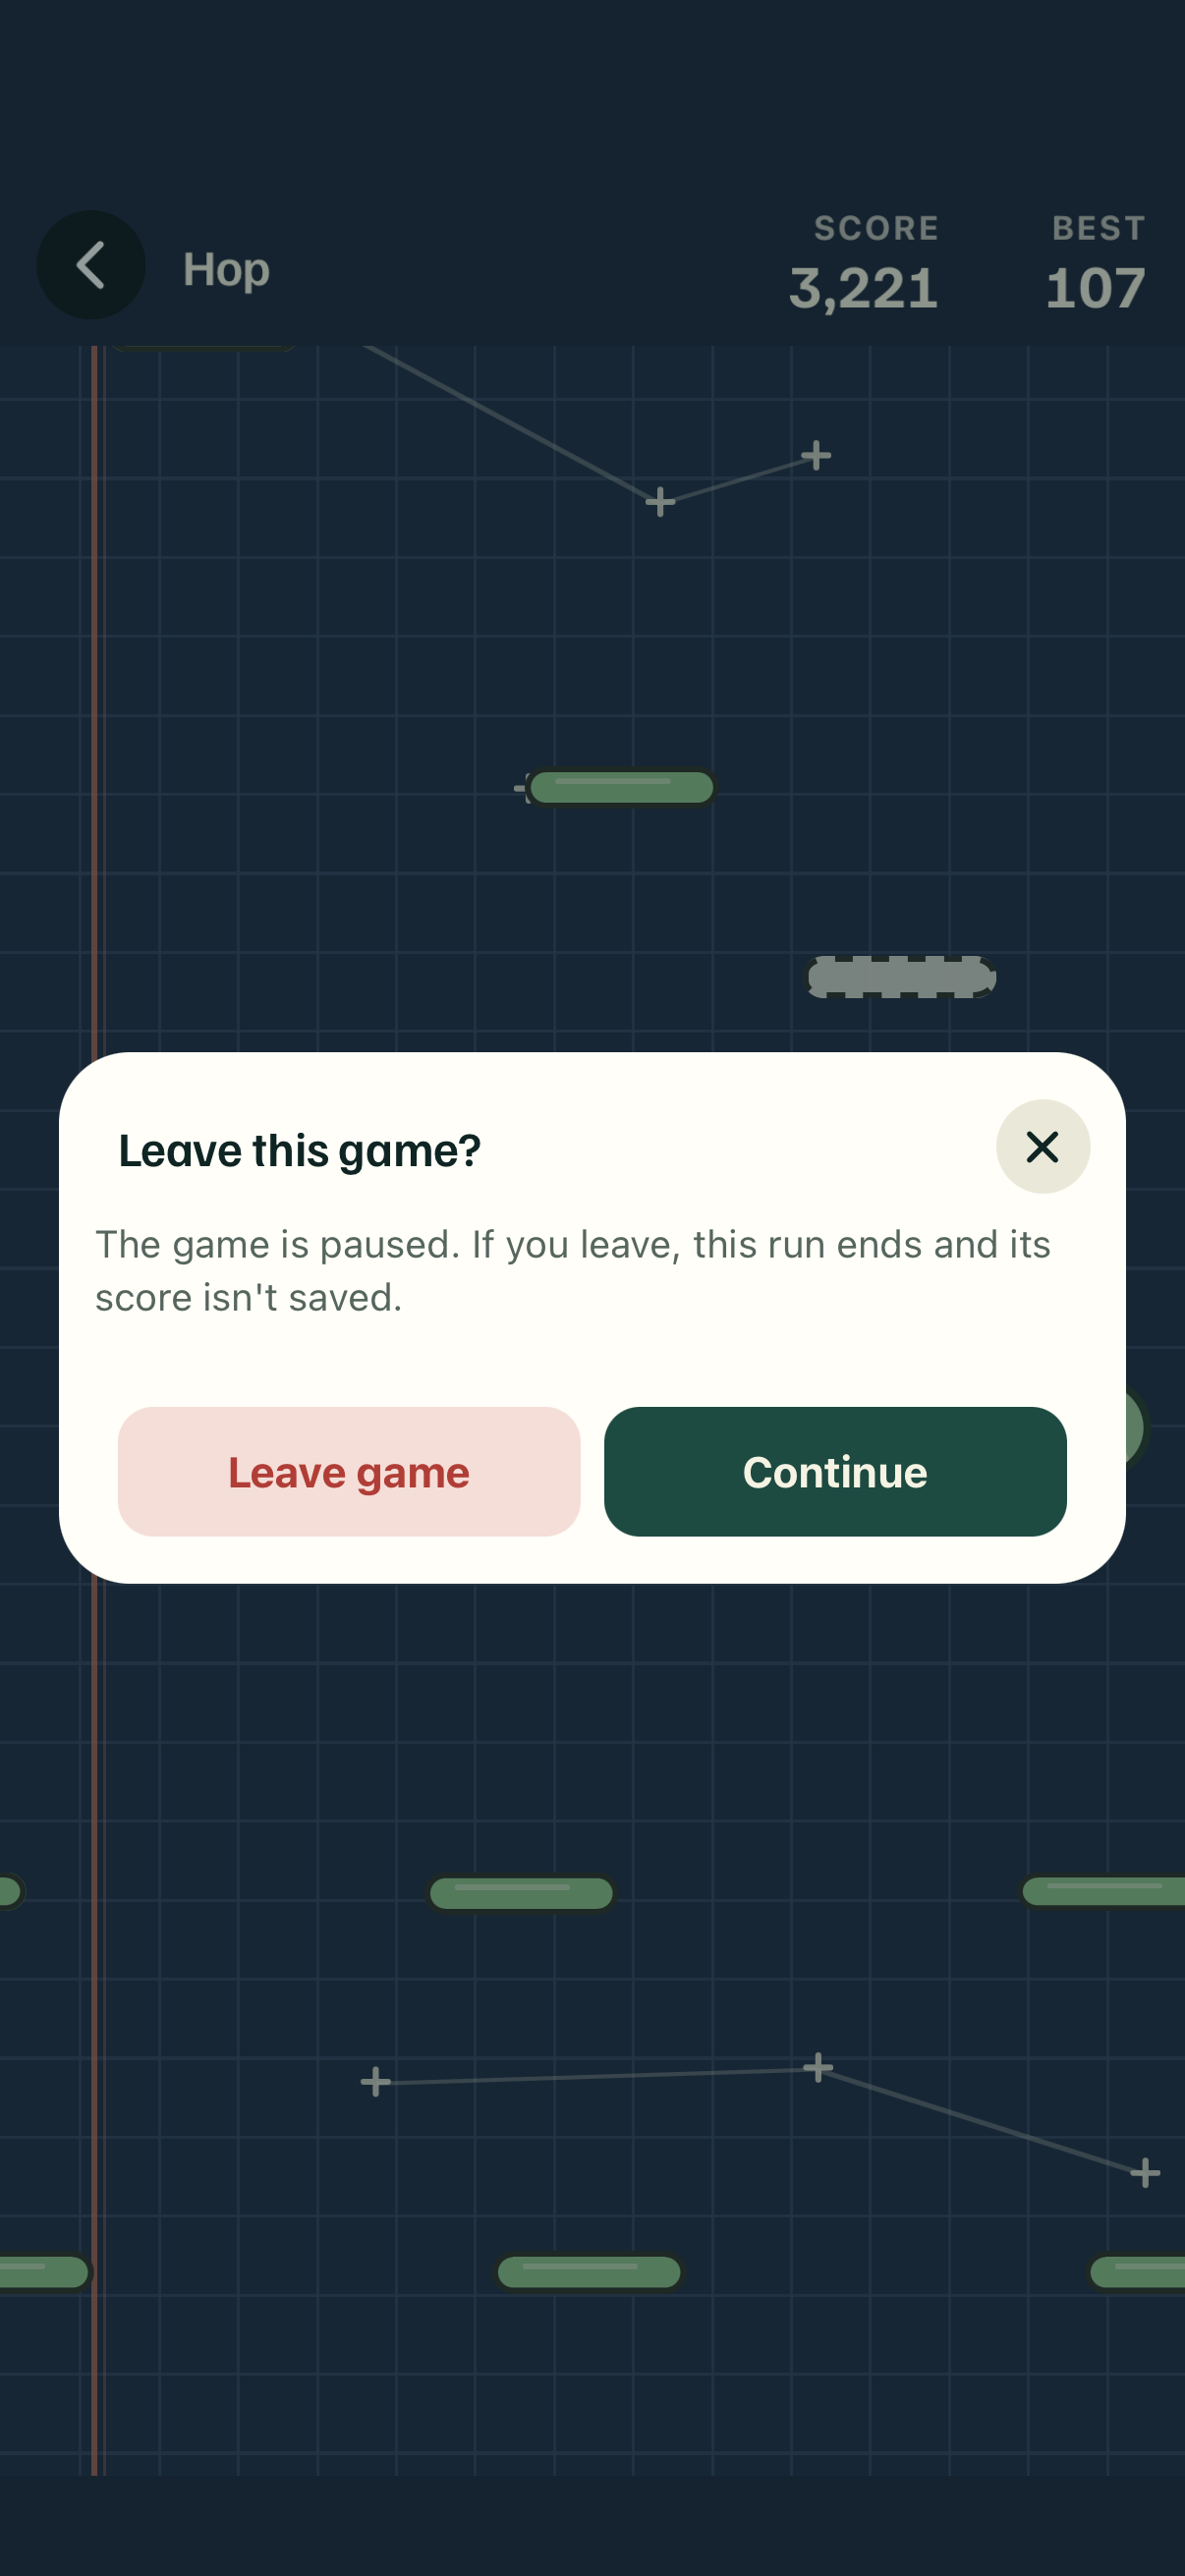 Hop
SCORE
3,221
BEST
107
Leave this game?
The game is paused. If you leave, this run ends and its
score isn't saved.
Leave game
Continue